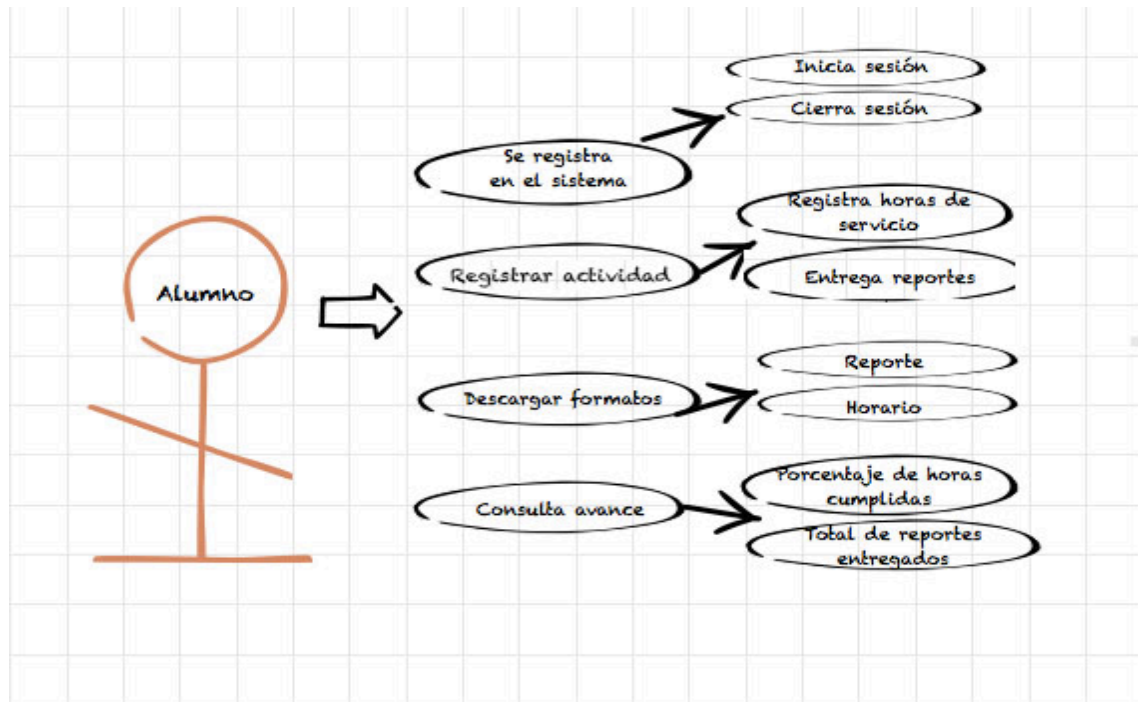 Inicia sesión
Cierra sesión
Se registra
en el sistema
Registra horas de
servicio
Registrar actividad
Entrega reportes
Alumno
Reporte
Descargar formatos
Horario
Porcentaje de horas
cumplidas
Consulta avance
Total de reportes
entregados